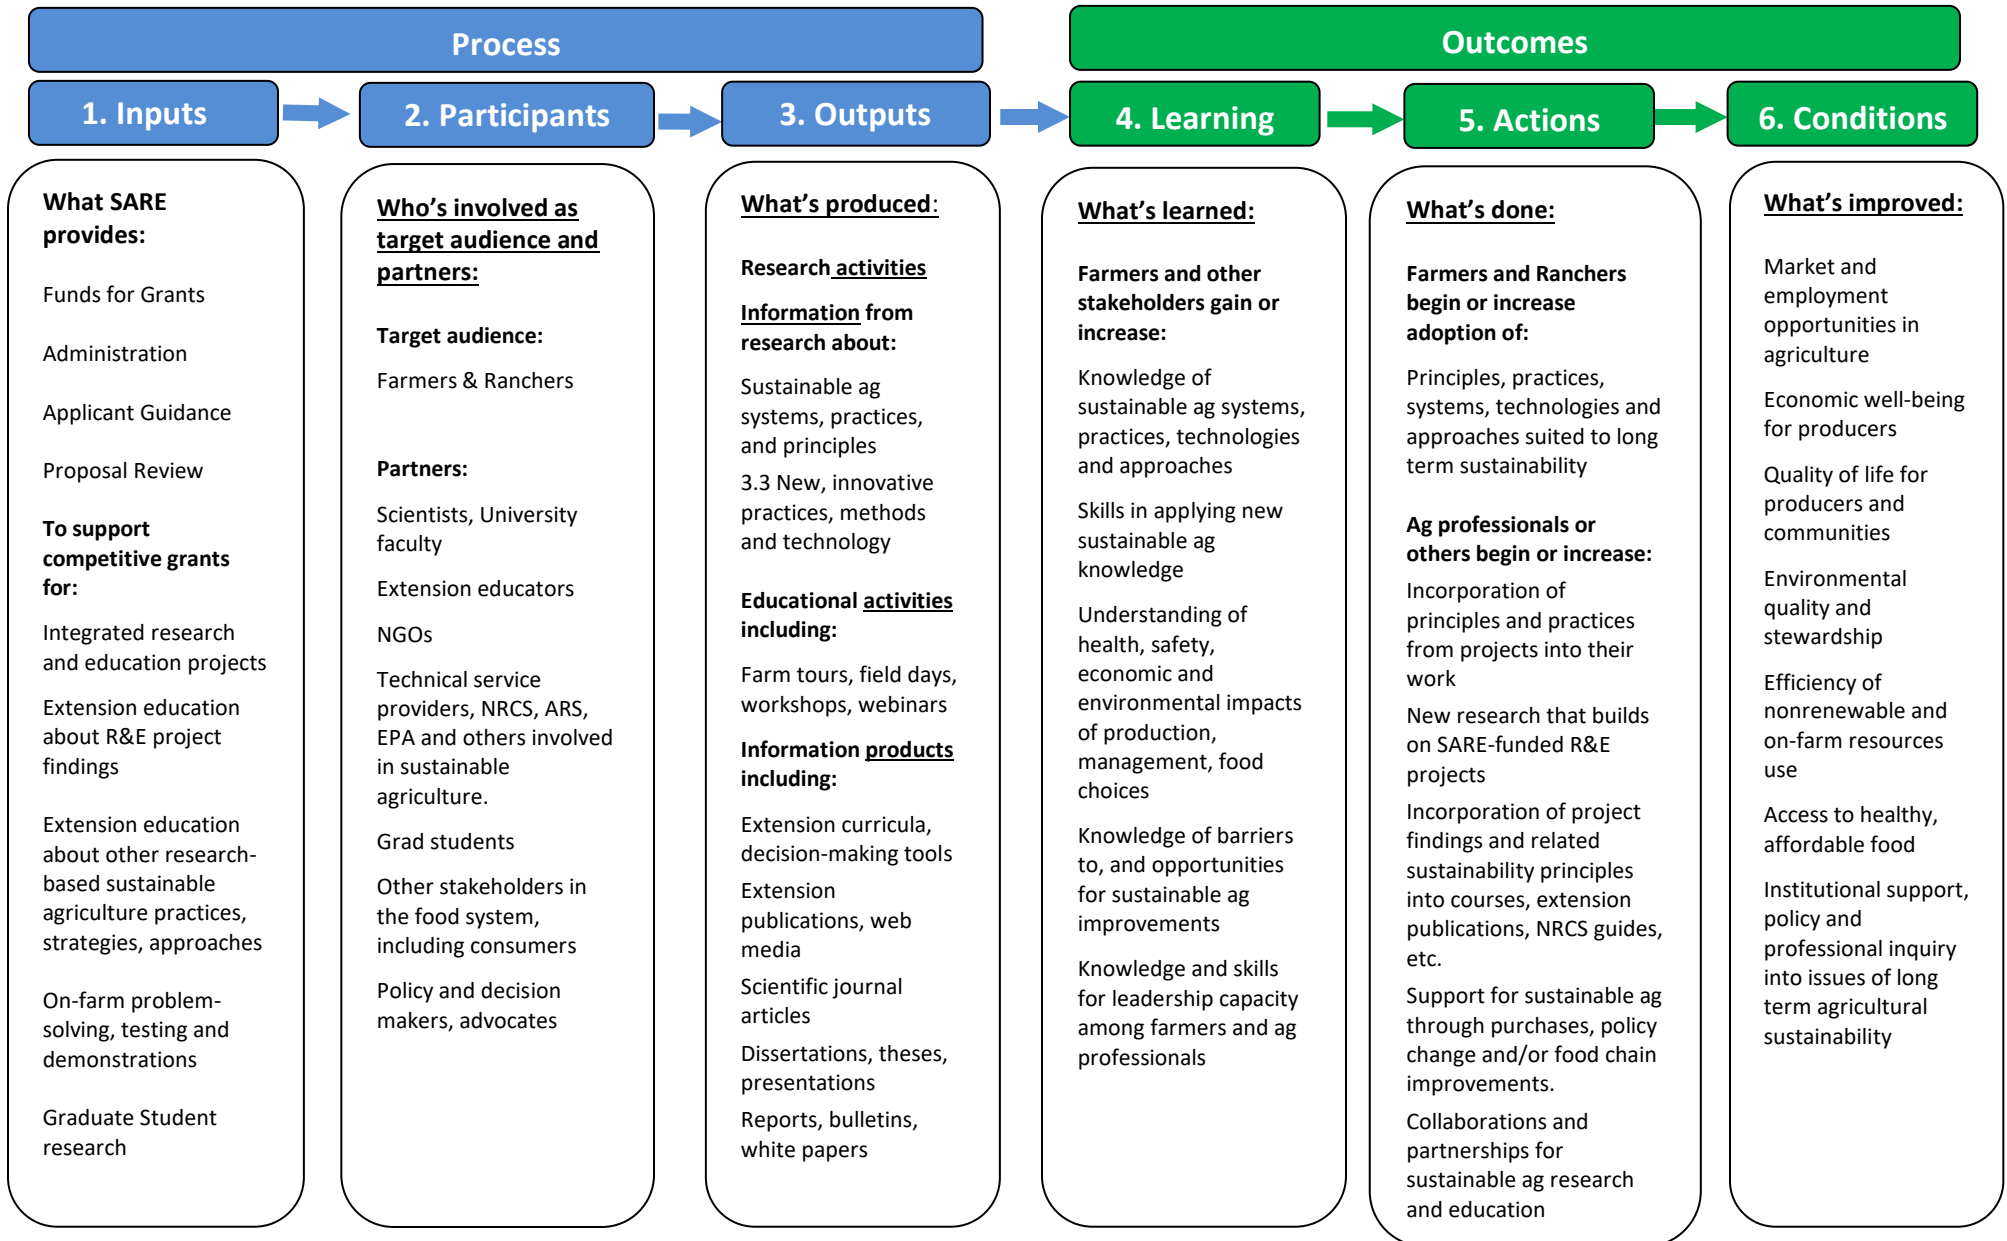 Process
Outcomes
1. Inputs
2. Participants
3. Outputs
4. Learning
5. Actions
6. Conditions
What SARE
provides:
Funds for Grants
Administration
Applicant Guidance
Proposal Review
To support
competitive grants
for:
Integrated research
and education projects
Extension education
about R&E project
findings
Extension education
about other research-
based sustainable
agriculture practices,
strategies, approaches
On-farm problem-
solving, testing and
demonstrations
Graduate Student
research
Who's involved as
target audience and
partners:
Target audience:
Farmers & Ranchers
Partners:
Scientists, University
faculty
Extension educators
NGOs
Technical service
providers, NRCS, ARS,
EPA and others involved
in sustainable
agriculture.
Grad students
Other stakeholders in
the food system,
including consumers
Policy and decision
makers, advocates
What's produced:
Research activities
Information from
research about:
Sustainable ag
systems, practices,
and principles
3.3 New, innovative
practices, methods
and technology
Educational activities
including:
Farm tours, field days,
workshops, webinars
Information products
including:
Extension curricula,
decision-making tools
Extension
publications, web
media
Scientific journal
articles
Dissertations, theses,
presentations
Reports, bulletins,
white papers
What's learned:
Farmers and other
stakeholders gain or
increase:
Knowledge of
sustainable ag systems,
practices, technologies
and approaches
Skills in applying new
sustainable ag
knowledge
Understanding of
health, safety,
economic and
environmental impacts
of production,
management, food
choices
Knowledge of barriers
to, and opportunities
for sustainable ag
improvements
Knowledge and skills
for leadership capacity
among farmers and ag
professionals
What's done:
Farmers and Ranchers
begin or increase
adoption of:
Principles, practices,
systems, technologies and
approaches suited to long
term sustainability
Ag professionals or
others begin or increase:
Incorporation of
principles and practices
from projects into their
work
New research that builds
on SARE-funded R&E
projects
Incorporation of project
findings and related
sustainability principles
into courses, extension
publications, NRCS guides,
etc.
Support for sustainable ag
through purchases, policy
change and/or food chain
improvements.
Collaborations and
partnerships for
sustainable ag research
and education
What's improved:
Market and
employment
opportunities in
agriculture
Economic well-being
for producers
Quality of life for
producers and
communities
Environmental
quality and
stewardship
Efficiency of
nonrenewable and
on-farm resources
use
Access to healthy,
affordable food
Institutional support,
policy and
professional inquiry
into issues of long
term agricultural
sustainability